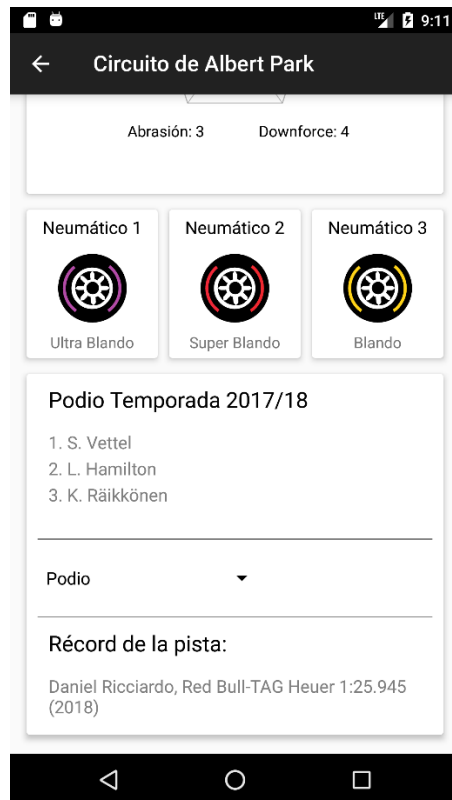 LTE 9:11
Circuito de Albert Park
Abrasión: 3 Downforce: 4
Neumático 1 Neumático 2 Neumático 3
Ultra Blando Super Blando Blando
Podio Temporada 2017/18
1. S. Vettel
2. L. Hamilton
3. K. Räikkönen
Podio
Récord de la pista:
Daniel Ricciardo, Red Bull-TAG Heuer 1:25.945
(2018)